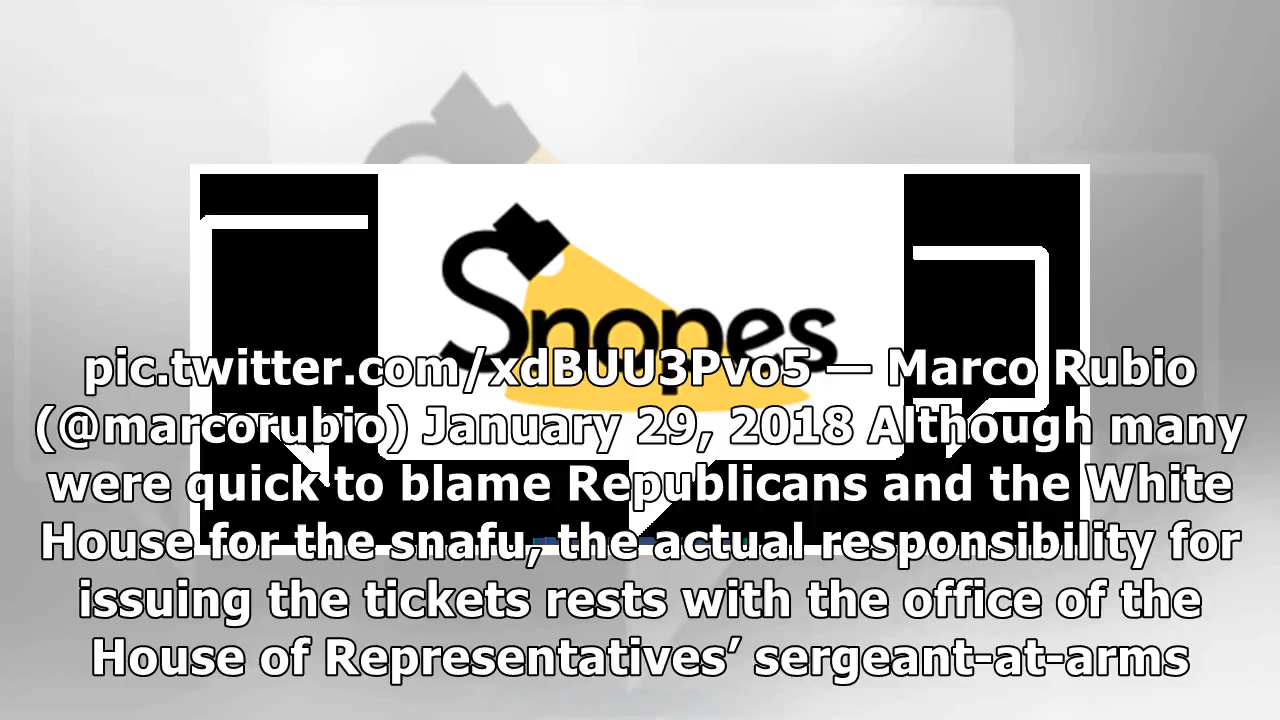 Snopes
pic.twitter.com/xdBUU3Pvo5 — Marco Rubio
(@marcorubio) January 29, 2018 Although many
were quick to blame Republicans and the White
House for the snafu, the actual responsibility for
issuing the tickets rests with the office of the
House of Representatives’ sergeant-at-arms